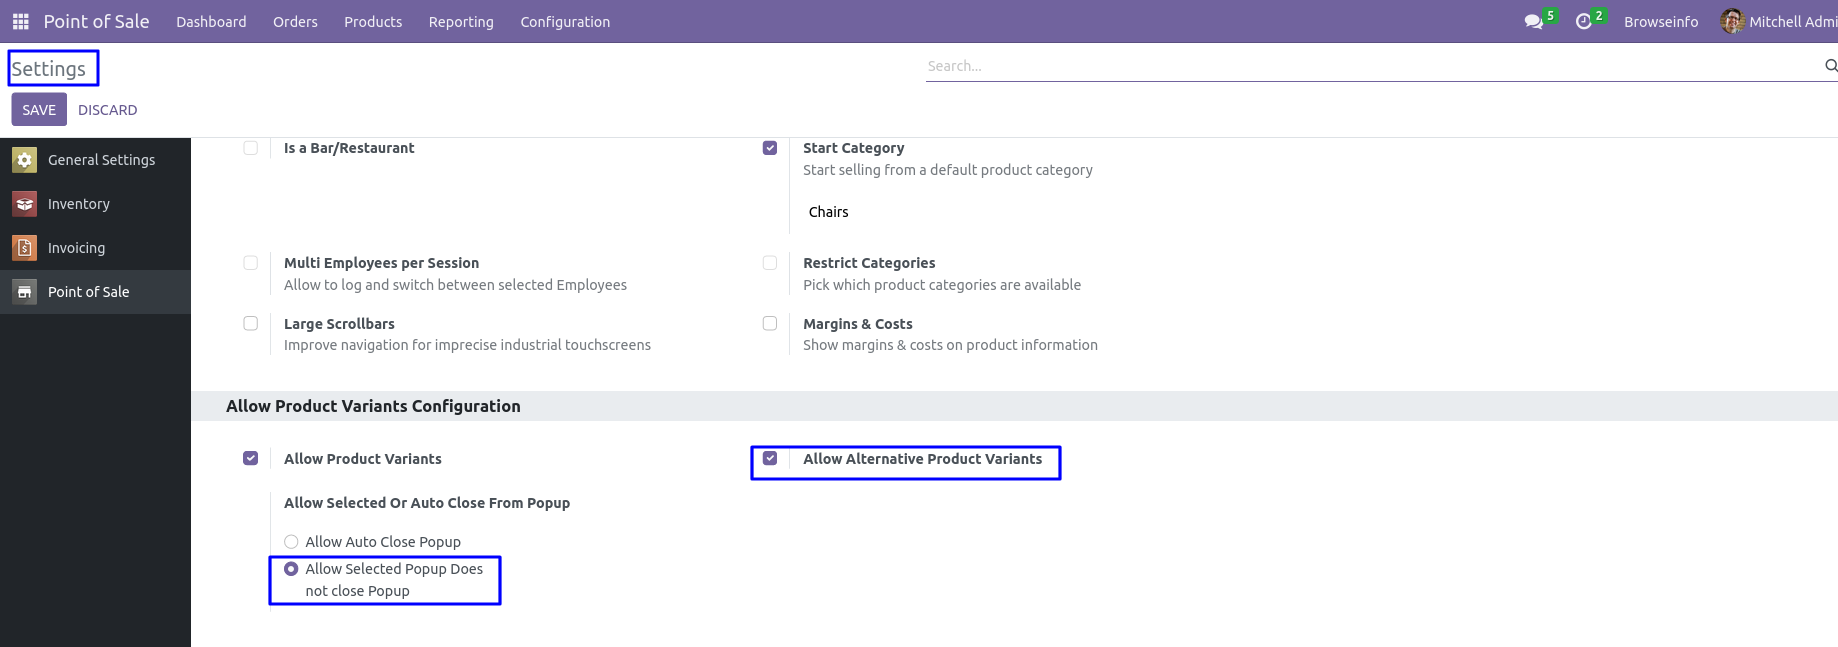 Point of Sale Dashboard Orders Products Reporting Configuration 5 2 Browseinfo Mitchell Admi
Settings
Search...
SAVE DISCARD
General Settings
Inventory
Invoicing
Point of Sale
Is a Bar/Restaurant
Start Category
Start selling from a default product category
Chairs
Multi Employees per Session
Allow to log and switch between selected Employees
Restrict Categories
Pick which product categories are available
Large Scrollbars
Improve navigation for imprecise industrial touchscreens
Margins & Costs
Show margins & costs on product information
Allow Product Variants Configuration
Allow Product Variants
Allow Alternative Product Variants
Allow Selected Or Auto Close From Popup
Allow Auto Close Popup
Allow Selected Popup Does
not close Popup